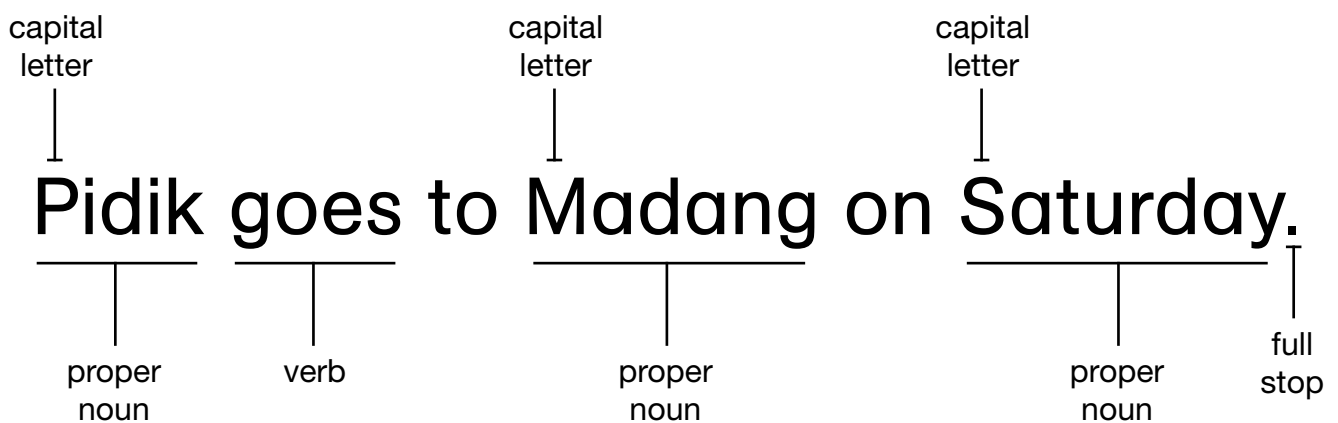 capital
letter
capital
letter
capital
letter
Pidik goes to Madang on Saturday.
proper
noun
verb
proper
noun
proper
noun
full
stop